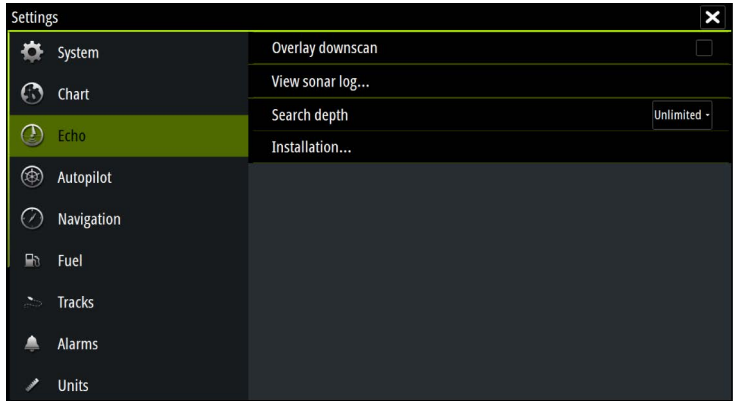 Settings
System
Chart
Echo
Autopilot
Navigation
Fuel
Tracks
Alarms
Units
Overlay downscan
View sonar log...
Search depth
Unlimited
Installation...